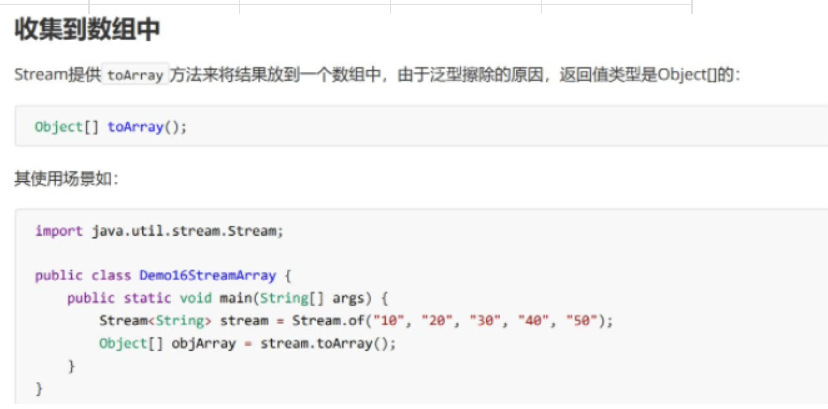 收集到数组中
Stream提供 toArray 方法来将结果放到一个数组中，由于泛型擦除的原因，返回值类型是Object[]的：
Object[] toArray();
其使用场景如：
import java.util.stream.Stream;
public class Demo16StreamArray {
public static void main(String[] args) {
Stream<String> stream = Stream.of("10", "20", "30", "40", "50");
Object[] objArray = stream.toArray();
}
}